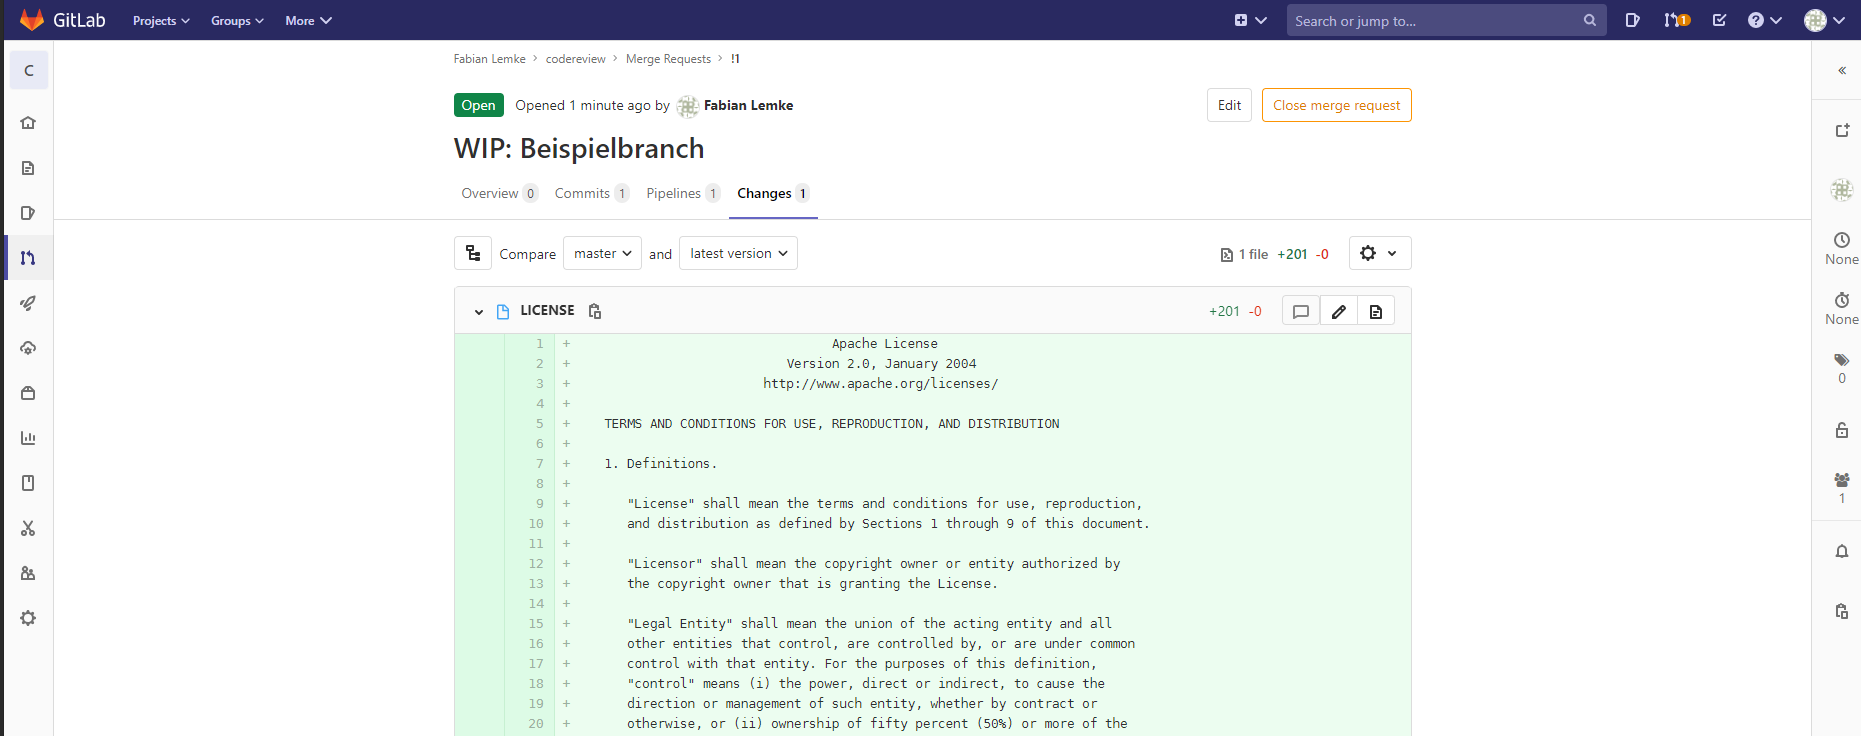 GitLab Projects Groups More Search or jump to... 1
C
Fabian Lemke > codereview > Merge Requests > !1
Open Opened 1 minute ago by Fabian Lemke Edit Close merge request
WIP: Beispielbranch
Overview 0 Commits 1 Pipelines 1 Changes 1
Compare master and latest version 1 file +201 -0
LICENSE +201 -0
1 + Apache License
2 + Version 2.0, January 2004
3 + http://www.apache.org/licenses/
4 +
5 + TERMS AND CONDITIONS FOR USE, REPRODUCTION, AND DISTRIBUTION
6 +
7 + 1. Definitions.
8 +
9 + "License" shall mean the terms and conditions for use, reproduction,
10 + and distribution as defined by Sections 1 through 9 of this document.
11 +
12 + "Licensor" shall mean the copyright owner or entity authorized by
13 + the copyright owner that is granting the License.
14 +
15 + "Legal Entity" shall mean the union of the acting entity and all
16 + other entities that control, are controlled by, or are under common
17 + control with that entity. For the purposes of this definition,
18 + "control" means (i) the power, direct or indirect, to cause the
19 + direction or management of such entity, whether by contract or
20 + otherwise, or (ii) ownership of fifty percent (50%) or more of the
«
None
None
0
1